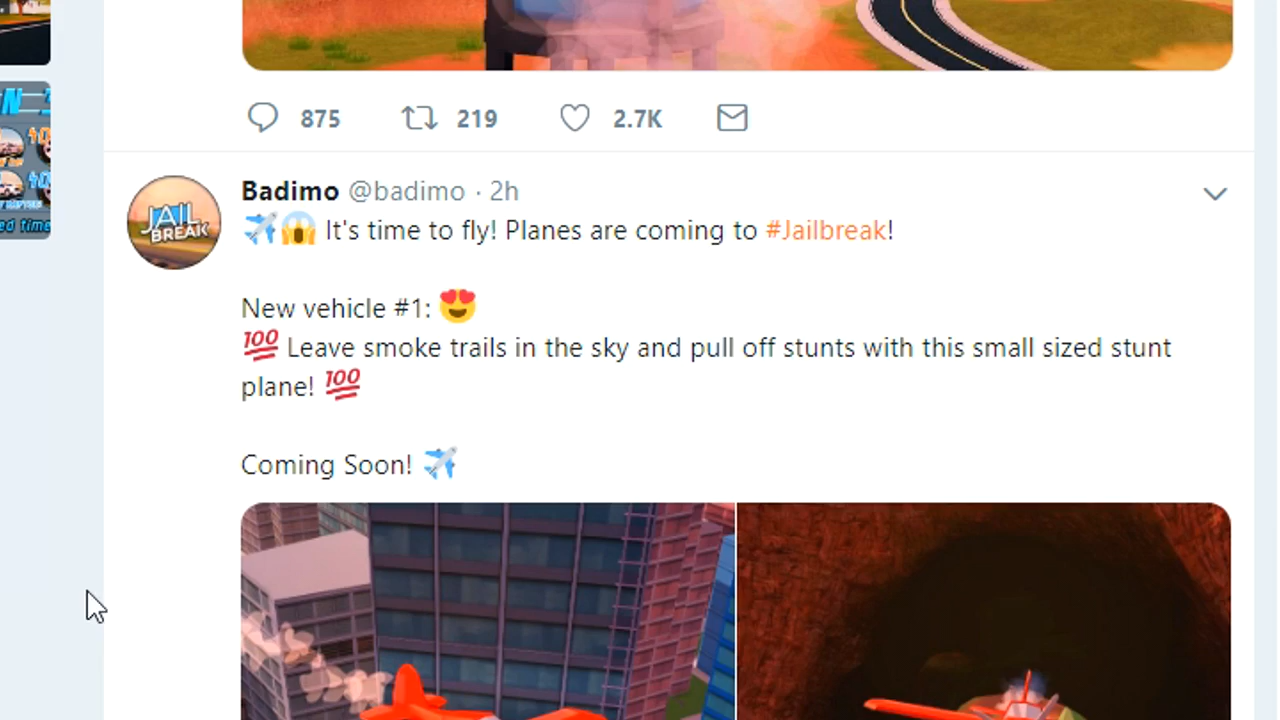 875 219 2.7K
Badimo @badimo · 2h
✈️😱 It's time to fly! Planes are coming to #Jailbreak!
JAIL
BREAK
New vehicle #1: 😍
💯 Leave smoke trails in the sky and pull off stunts with this small sized stunt
plane! 💯
Coming Soon! ✈️